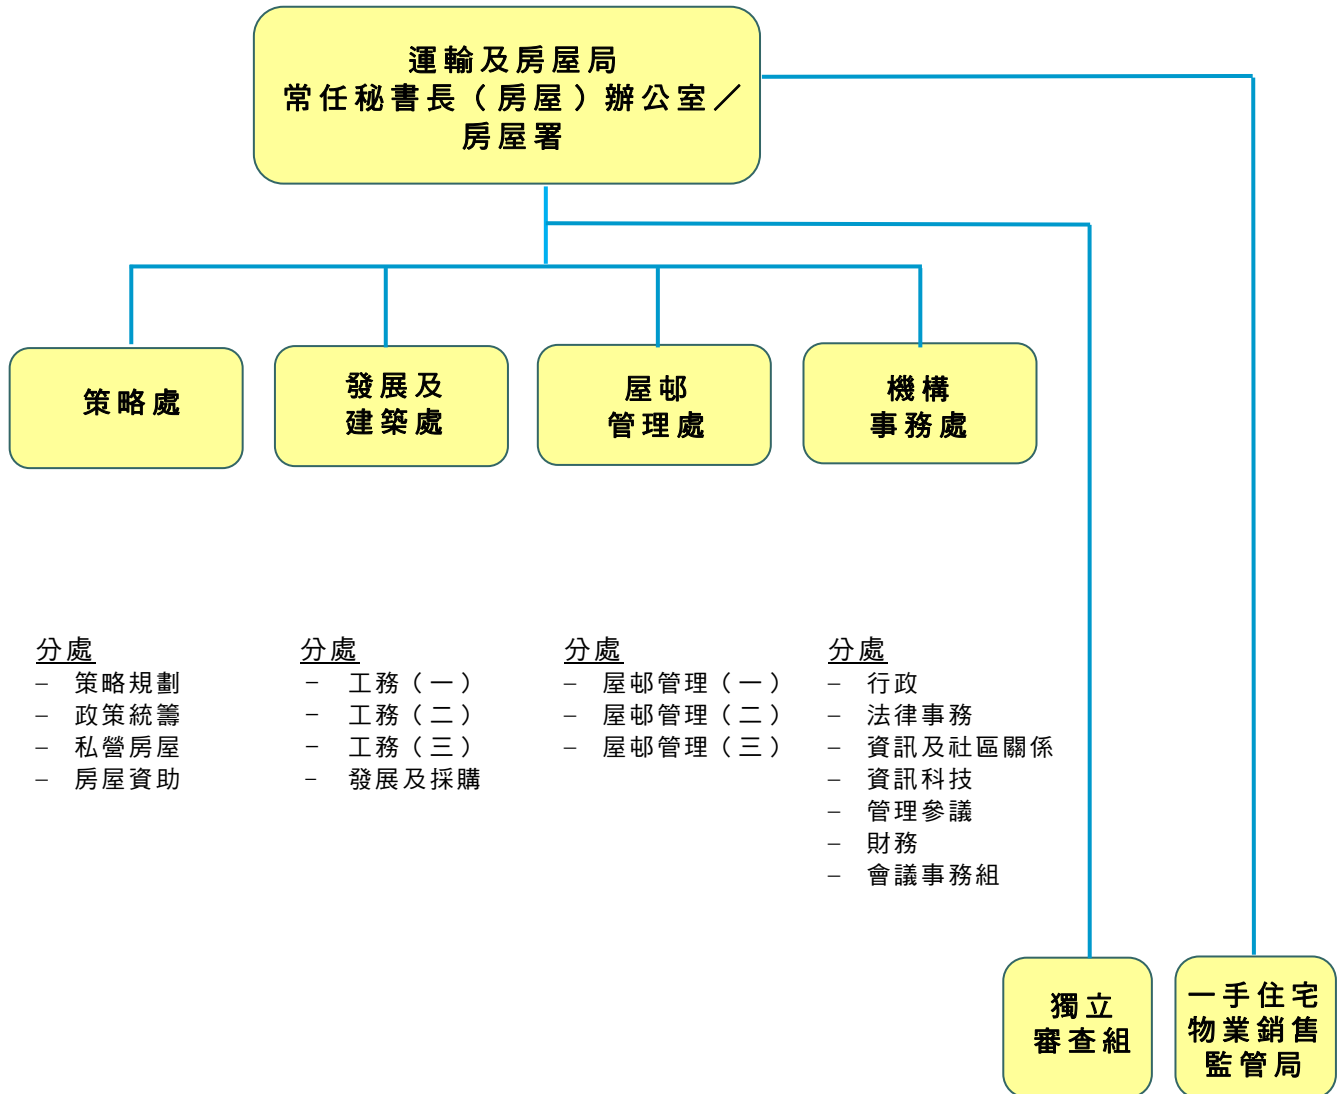 運輸及房屋局
常任秘書長（房屋）辦公室／
房屋署
策略處
發展及
建築處
屋邨
管理處
機構
事務處
分處
– 策略規劃
– 政策統籌
– 私營房屋
– 房屋資助
分處
– 工務（一）
– 工務（二）
– 工務（三）
– 發展及採購
分處
– 屋邨管理（一）
– 屋邨管理（二）
– 屋邨管理（三）
分處
– 行政
– 法律事務
– 資訊及社區關係
– 資訊科技
– 管理參議
– 財務
– 會議事務組
獨立
審查組
一手住宅
物業銷售
監管局